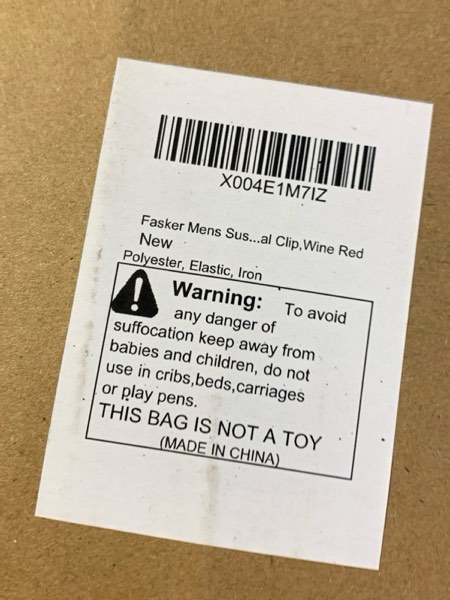 X004E1M7IZ
Fasker Mens Sus...al Clip,Wine Red
New
Polyester, Elastic, Iron
Warning: To avoid
any danger of
suffocation keep away from
babies and children, do not
use in cribs,beds,carriages
or play pens.
THIS BAG IS NOT A TOY
(MADE IN CHINA)